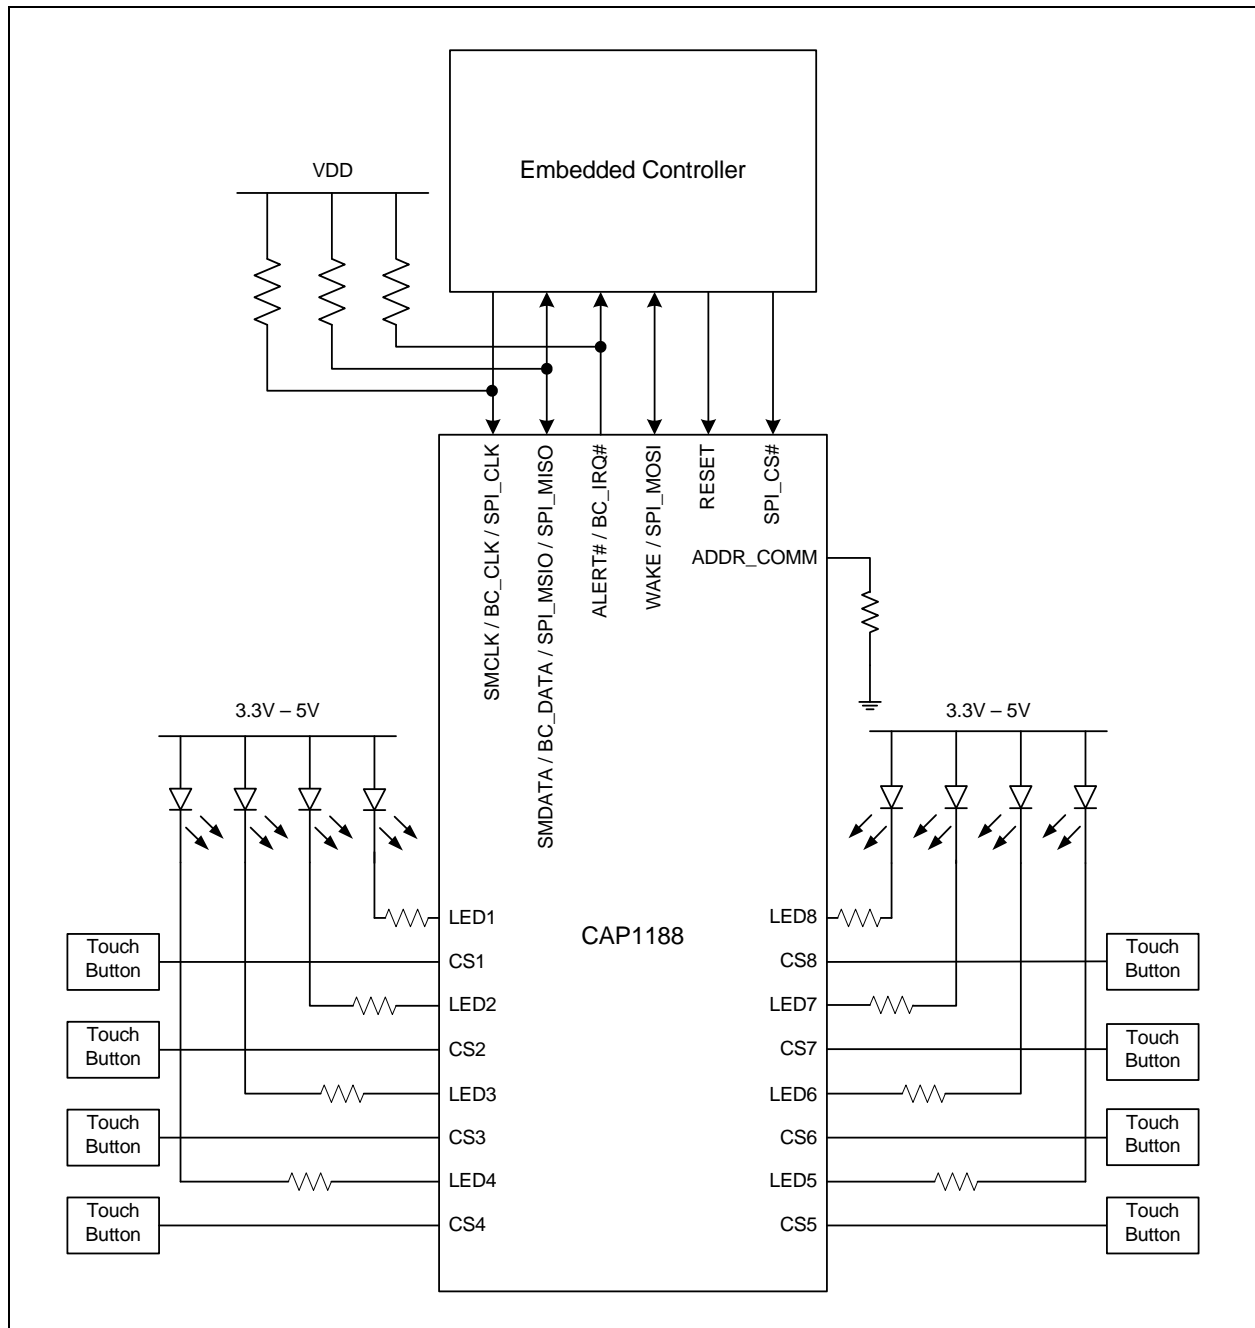 Embedded Controller
VDD
SMCLK / BC_CLK / SPI_CLK
SMDATA / BC_DATA / SPI_MSIO / SPI_MISO
ALERT# / BC_IRQ#
WAKE / SPI_MOSI
RESET
SPI_CS#
ADDR_COMM
3.3V – 5V
3.3V – 5V
CAP1188
LED1
CS1
LED2
CS2
LED3
CS3
LED4
CS4
LED8
CS8
LED7
CS7
LED6
CS6
LED5
CS5
Touch
Button
Touch
Button
Touch
Button
Touch
Button
Touch
Button
Touch
Button
Touch
Button
Touch
Button